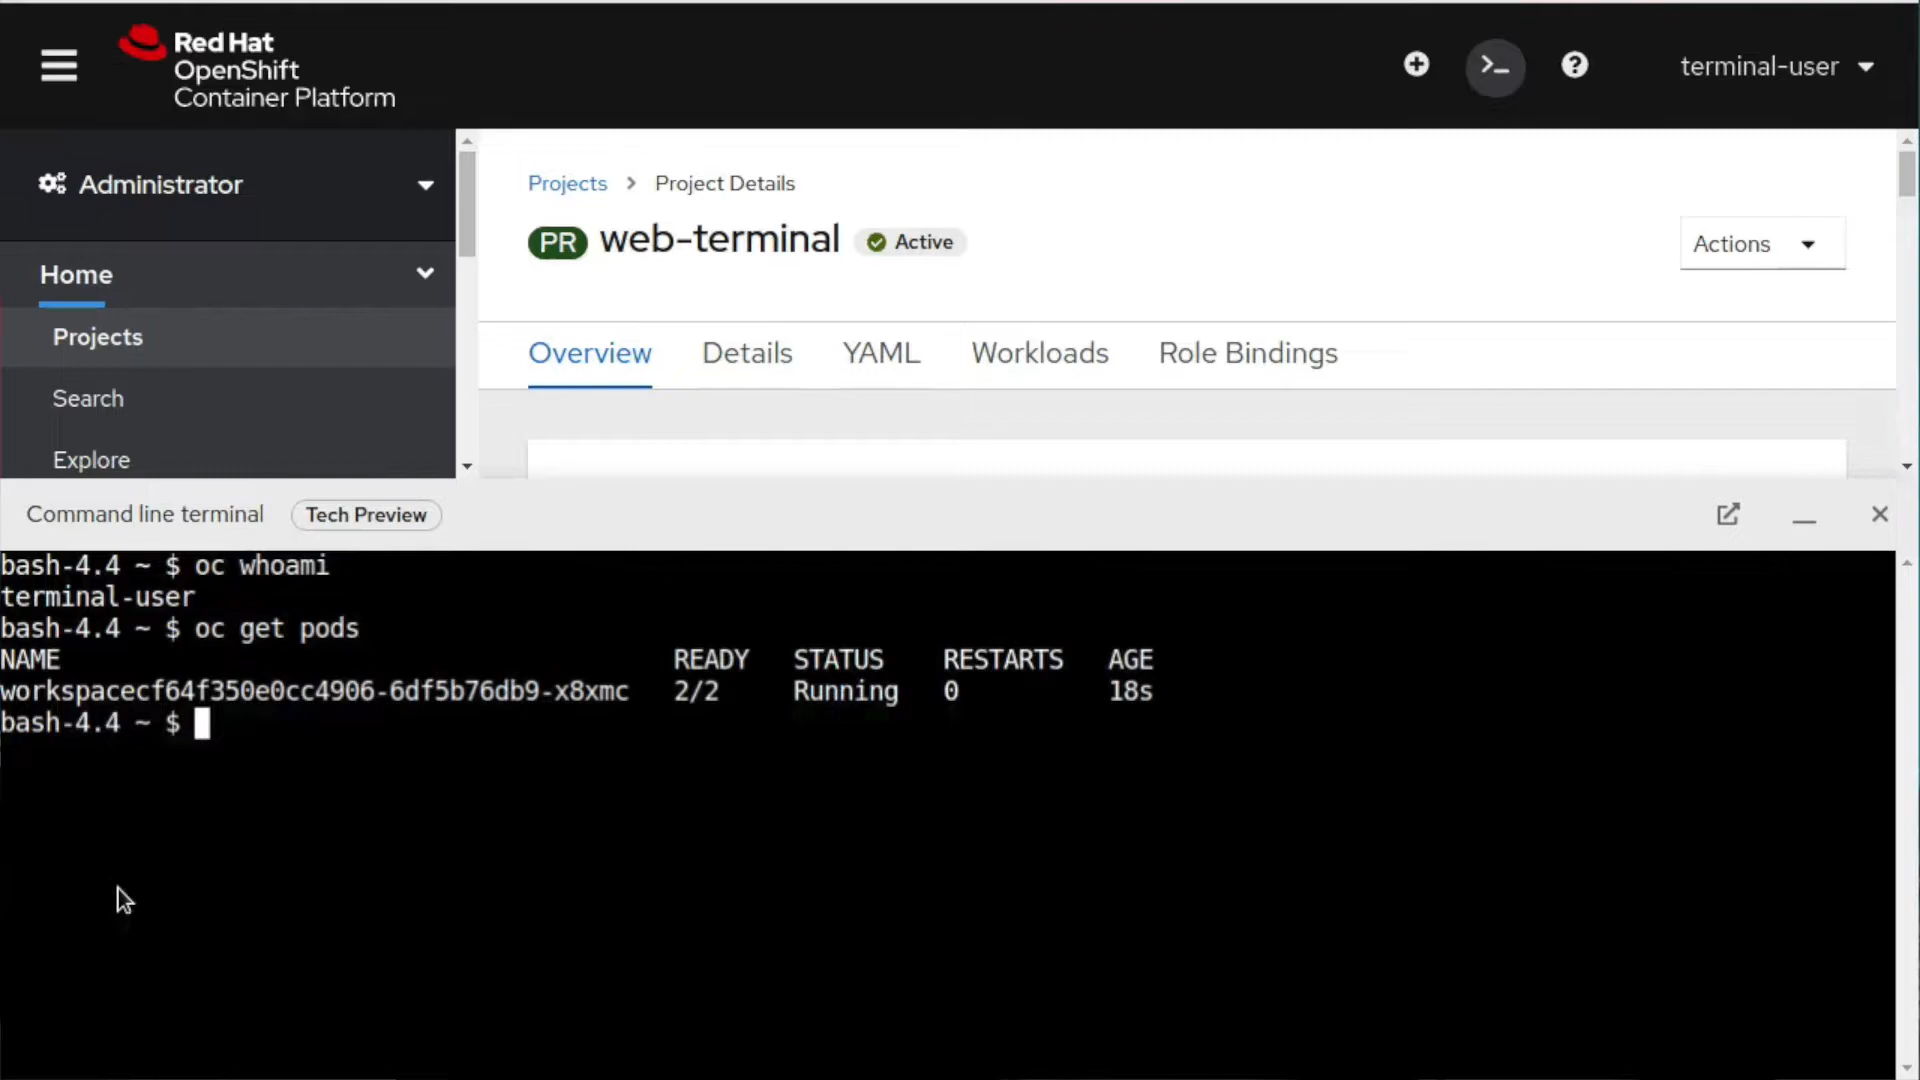 Red Hat
OpenShift
Container Platform
terminal-user
Administrator
Home
Projects
Search
Explore
Projects > Project Details
PR web-terminal Active
Actions
Overview Details YAML Workloads Role Bindings
Command line terminal Tech Preview
bash-4.4 ~ $ oc whoami
terminal-user
bash-4.4 ~ $ oc get pods
NAME READY STATUS RESTARTS AGE
workspacecf64f350e0cc4906-6df5b76db9-x8xmc 2/2 Running 0 18s
bash-4.4 ~ $